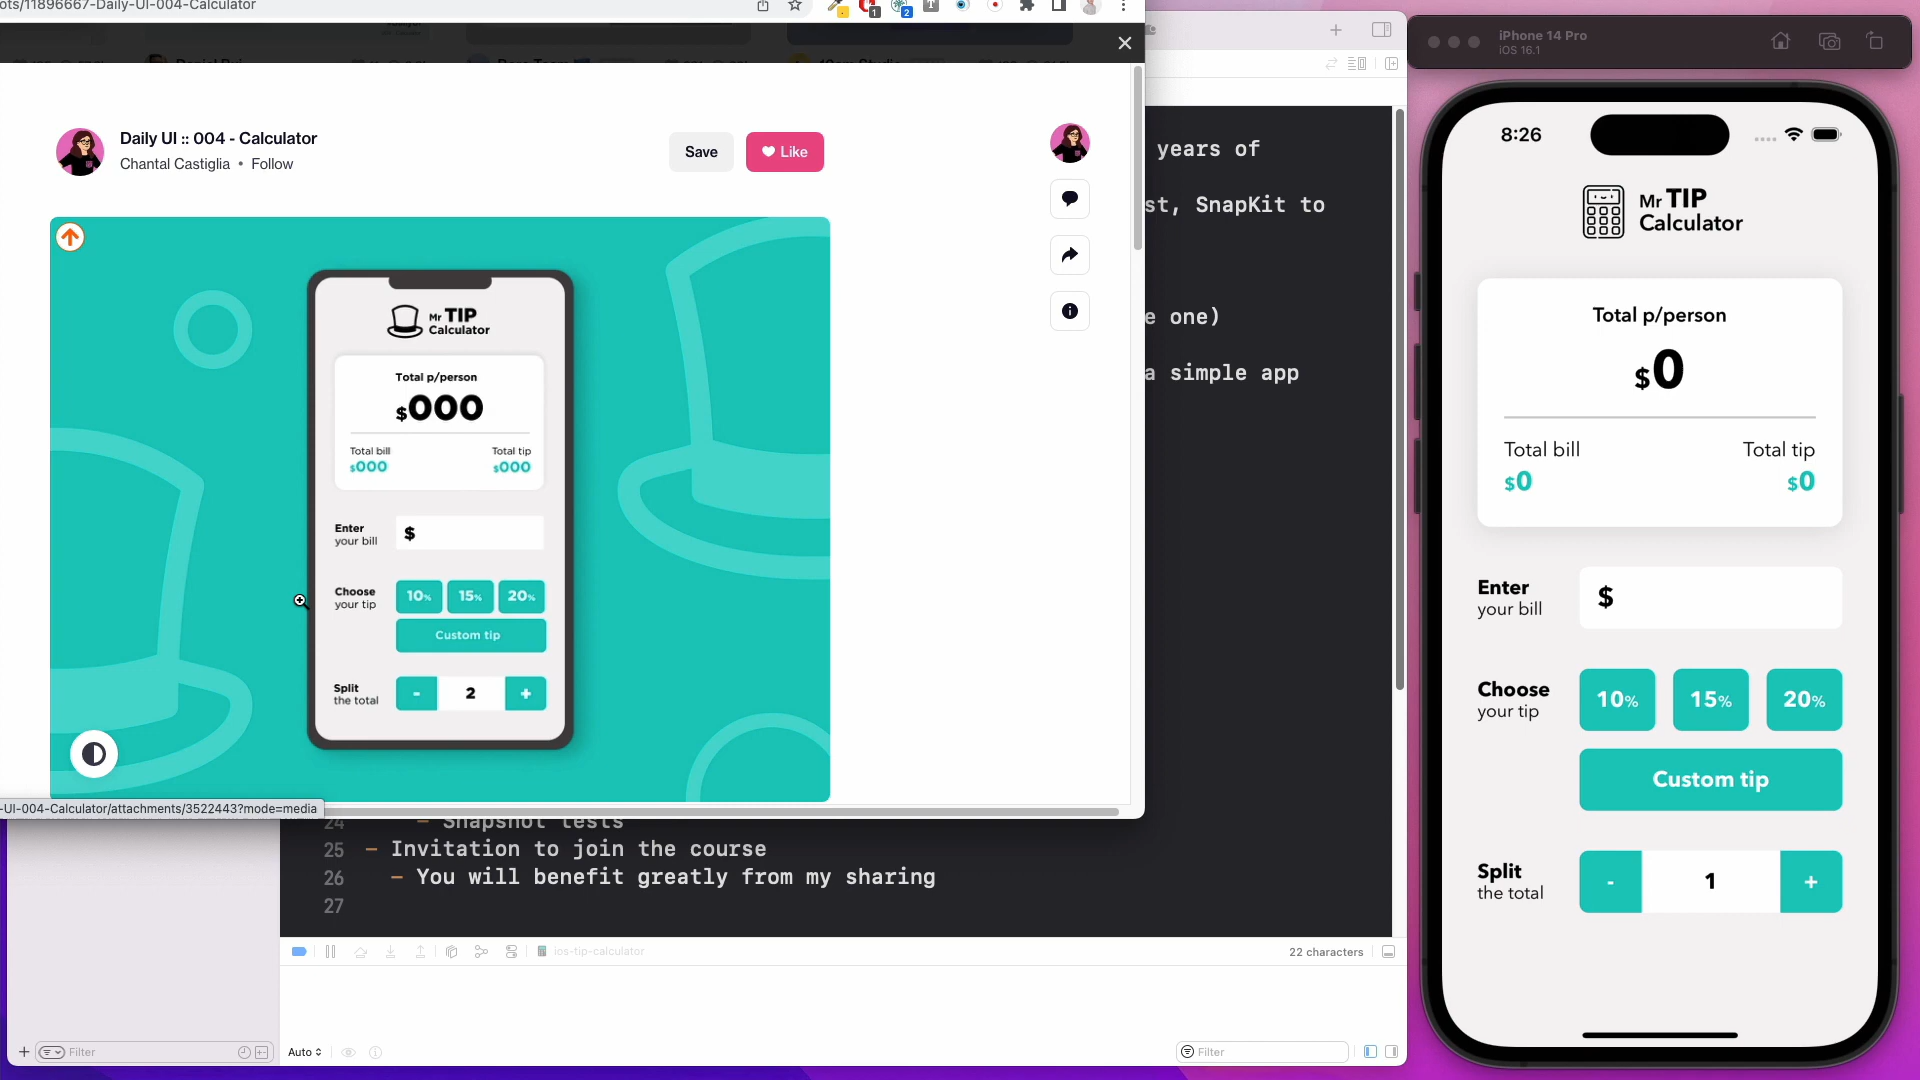 ots/11896667-Daily-UI-004-Calculator
Daily UI :: 004 - Calculator
Chantal Castiglia • Follow
Save
Like
Mr TIP
Calculator
Total p/person
$000
Total bill
Total tip
$000
$000
Enter
your bill
$
Choose
your tip
10%
15%
20%
Custom tip
Split
the total
-
2
+
-UI-004-Calculator/attachments/3522443?mode=media
years of
st, SnapKit to
e one)
a simple app
24 - Snapshot tests
25 - Invitation to join the course
26 - You will benefit greatly from my sharing
27
ios-tip-calculator
22 characters
Filter
Auto
Filter
iPhone 14 Pro
iOS 16.1
8:26
Mr TIP
Calculator
Total p/person
$0
Total bill
Total tip
$0
$0
Enter
your bill
$
Choose
your tip
10%
15%
20%
Custom tip
Split
the total
-
1
+